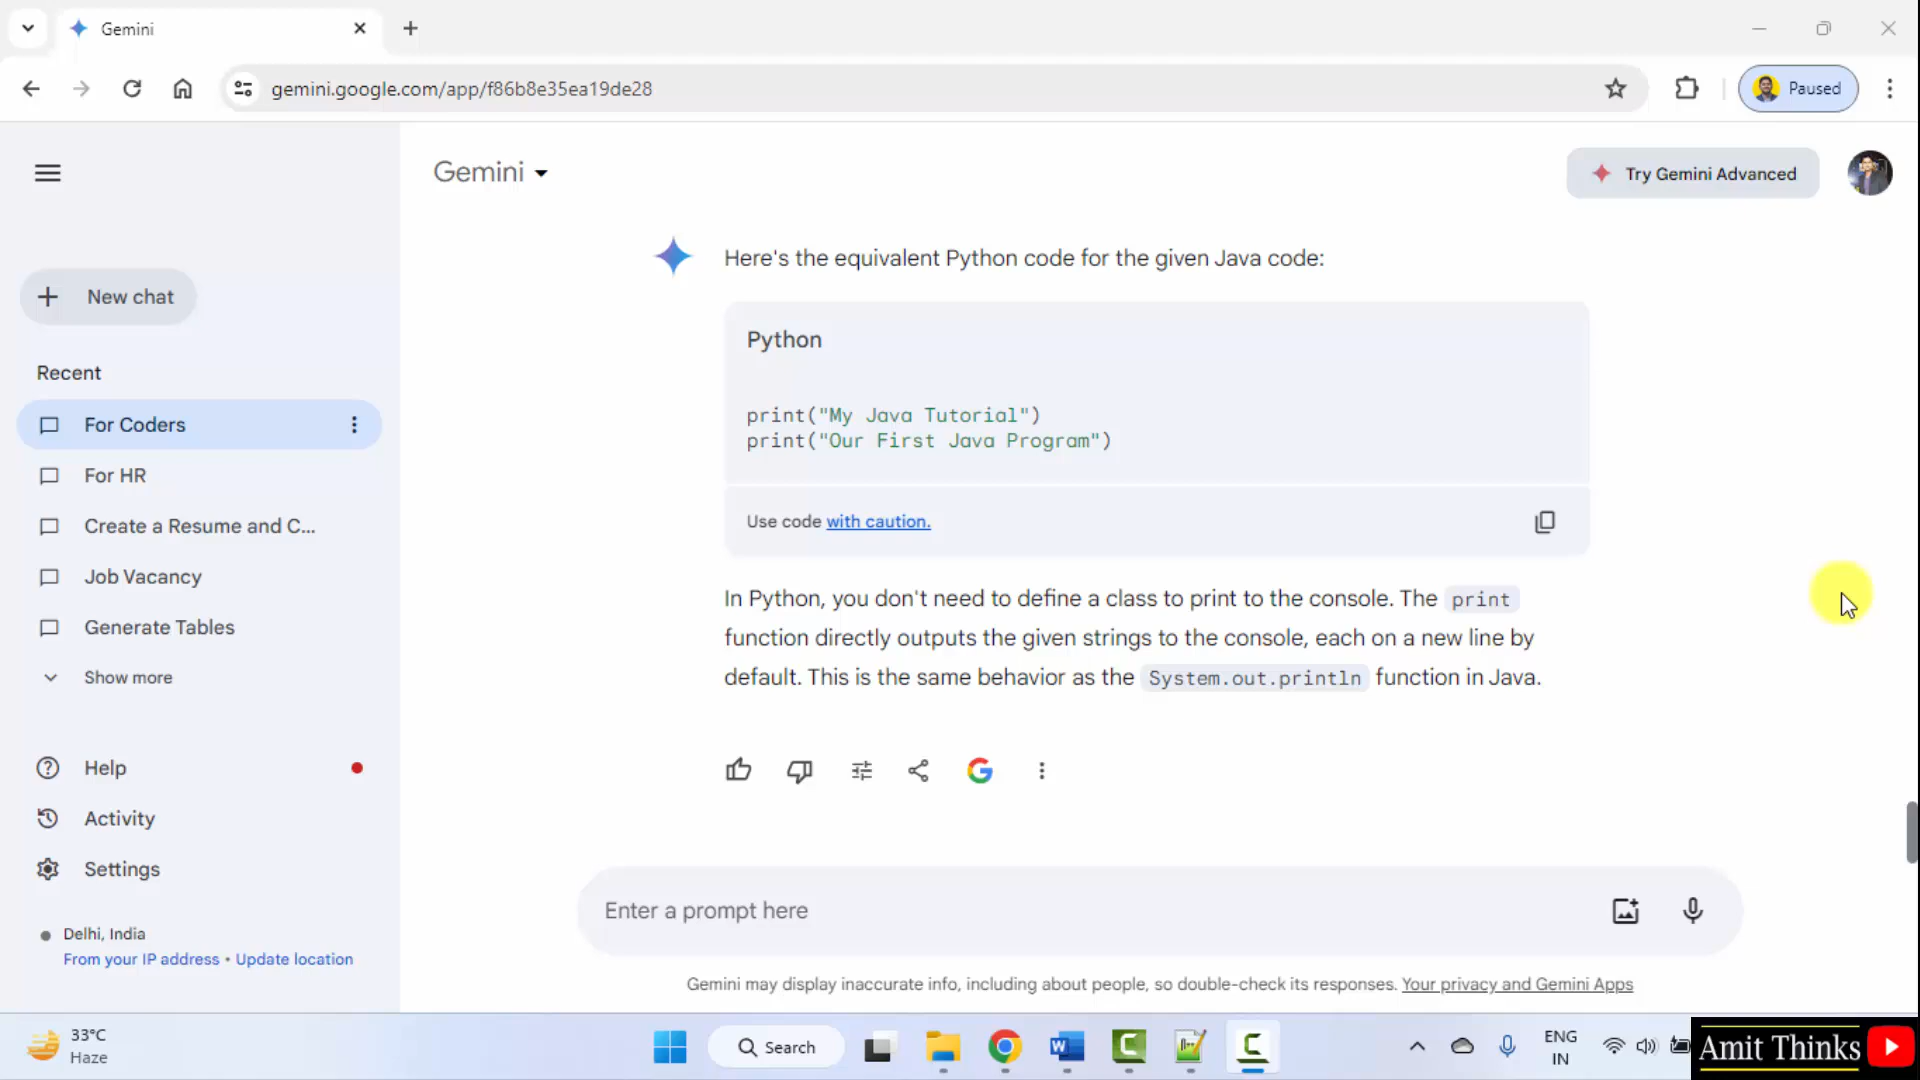 Gemini
gemini.google.com/app/f86b8e35ea19de28
Paused
Gemini
Try Gemini Advanced
New chat
Recent
For Coders
For HR
Create a Resume and C...
Job Vacancy
Generate Tables
Show more
Help
Activity
Settings
Delhi, India
From your IP address • Update location
Here's the equivalent Python code for the given Java code:
Python
print("My Java Tutorial")
print("Our First Java Program")
Use code with caution.
In Python, you don't need to define a class to print to the console. The print
function directly outputs the given strings to the console, each on a new line by
default. This is the same behavior as the System.out.println function in Java.
Enter a prompt here
Gemini may display inaccurate info, including about people, so double-check its responses. Your privacy and Gemini Apps
33°C
Haze
Search
ENG
IN
Amit Thinks